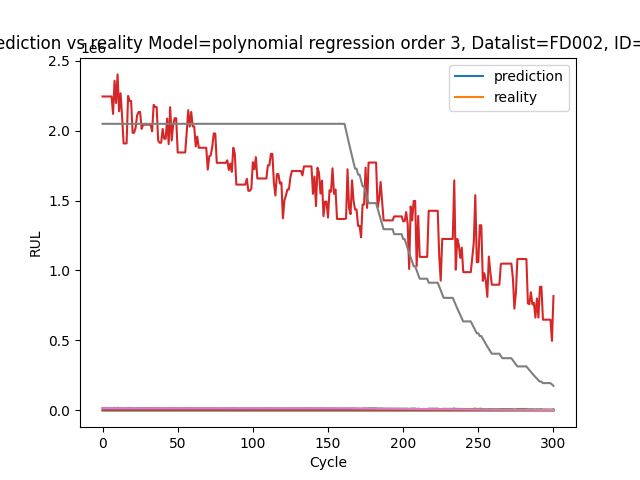 ediction vs reality Model=polynomial regression order 3, Datalist=FD002, ID=
1e6
2.5
2.0
1.5
1.0
0.5
0.0
RUL
prediction
reality
0 50 100 150 200 250 300
Cycle